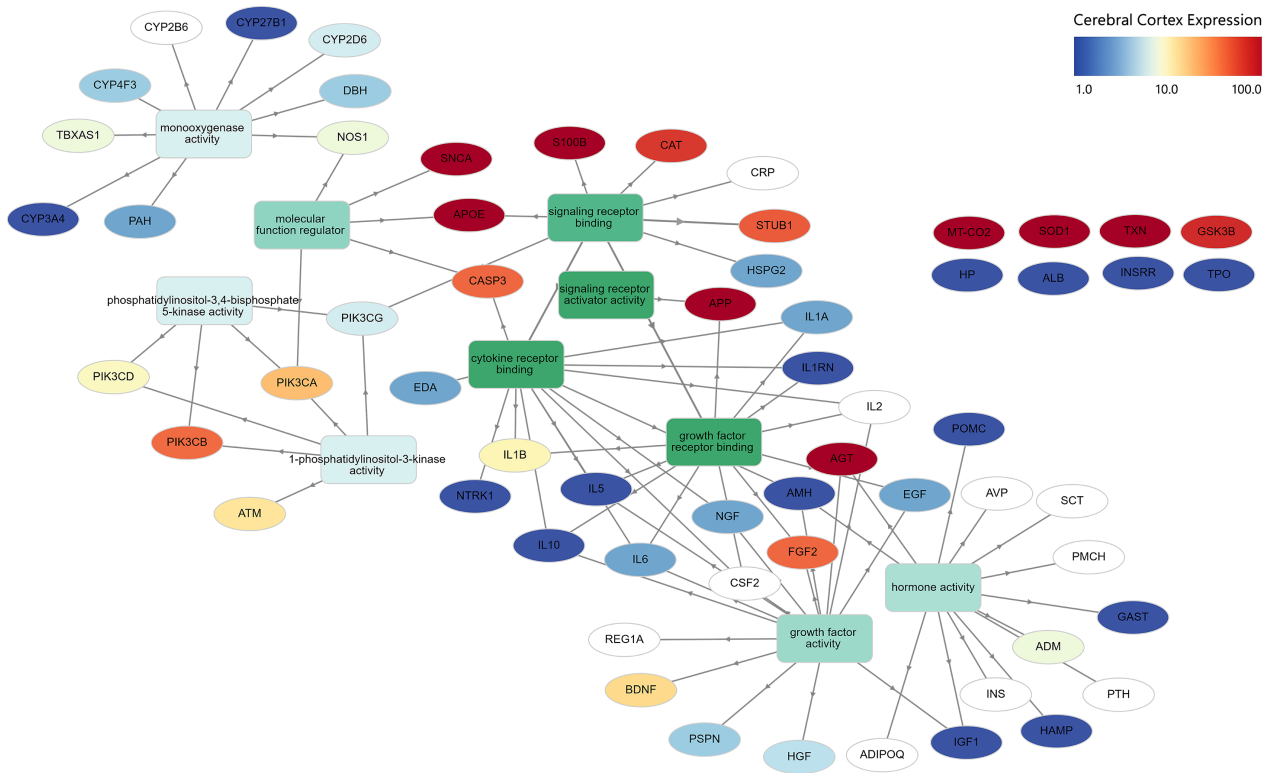 Cerebral Cortex Expression
1.0 10.0 100.0
CYP2B6
CYP27B1
CYP2D6
CYP4F3
DBH
TBXAS1
monooxygenase
activity
NOS1
CYP3A4
PAH
SNCA
molecular
function regulator
APOE
S100B
CAT
CRP
signaling receptor
binding
STUB1
HSPG2
CASP3
signaling receptor
activator activity
APP
MT-CO2
SOD1
TXN
GSK3B
HP
ALB
INSRR
TPO
phosphatidylinositol-3,4-bisphosphate
5-kinase activity
PIK3CG
PIK3CD
PIK3CA
PIK3CB
1-phosphatidylinositol-3-kinase
activity
ATM
cytokine receptor
binding
EDA
IL1A
IL1RN
IL2
growth factor
receptor binding
IL1B
NTRK1
IL5
AGT
AMH
EGF
POMC
AVP
SCT
NGF
IL10
IL6
FGF2
PMCH
CSF2
hormone activity
GAST
REG1A
growth factor
activity
ADM
BDNF
INS
PTH
PSPN
HGF
ADIPOQ
IGF1
HAMP